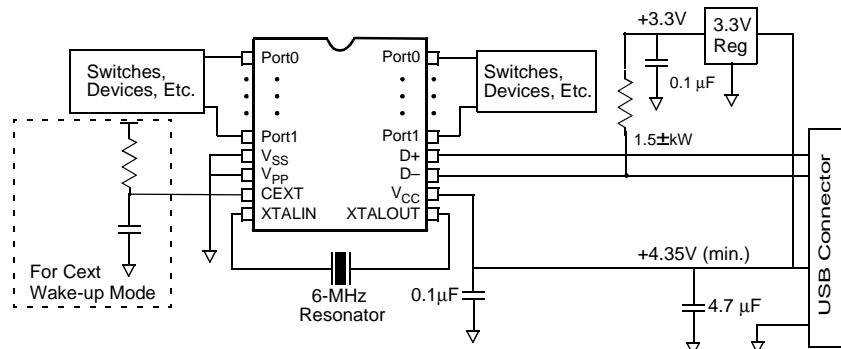 Switches,
Devices, Etc.
Port0
Port1
VSS
VPP
CEXT
XTALIN
Port0
Port1
D+
D–
VCC
XTALOUT
Switches,
Devices, Etc.
+3.3V
3.3V
Reg
0.1 μF
1.5±kW
For Cext
Wake-up Mode
6-MHz
Resonator
0.1μF
+4.35V (min.)
4.7 μF
USB Connector